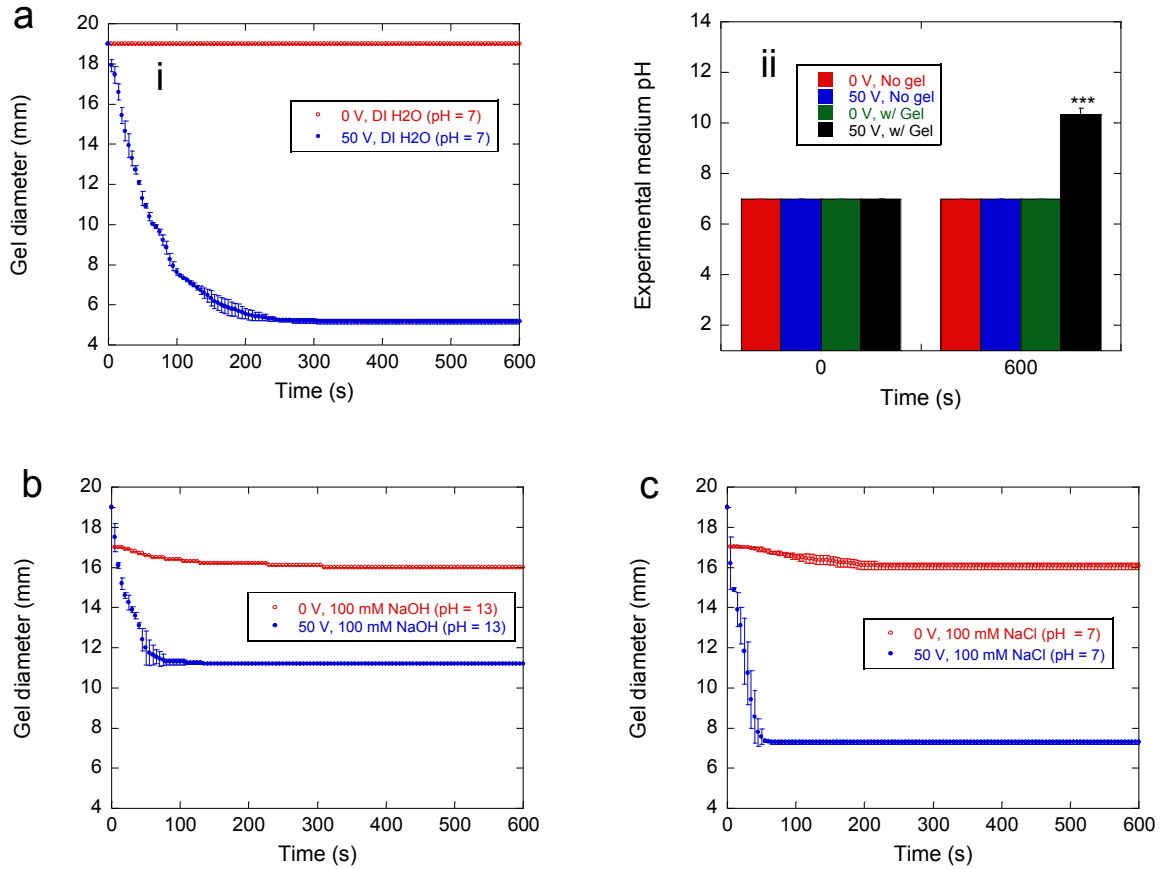 a
i
20
18
16
14
12
10
8
6
4
Gel diameter (mm)
0 V, DI H2O (pH = 7)
50 V, DI H2O (pH = 7)
0 100 200 300 400 500 600
Time (s)
ii
14
12
10
8
6
4
2
Experimental medium pH
0 V, No gel
50 V, No gel
0 V, w/ Gel
50 V, w/ Gel
***
0 600
Time (s)
b
20
18
16
14
12
10
8
6
4
Gel diameter (mm)
0 V, 100 mM NaOH (pH = 13)
50 V, 100 mM NaOH (pH = 13)
0 100 200 300 400 500 600
Time (s)
c
20
18
16
14
12
10
8
6
4
Gel diameter (mm)
0 V, 100 mM NaCl (pH = 7)
50 V, 100 mM NaCl (pH = 7)
0 100 200 300 400 500 600
Time (s)